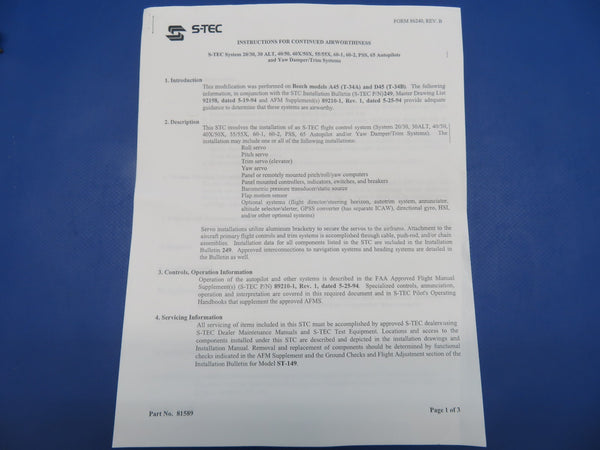 S-TEC
FORM 86240, REV. B
INSTRUCTIONS FOR CONTINUED AIRWORTHINESS
S-TEC System 20/30, 30 ALT, 40/50, 40X/50X, 55/55X, 60-1, 60-2, PSS, 65 Autopilots
and Yaw Damper/Trim Systems
1. Introduction
This modification was performed on Beech models A45 (T-34A) and D45 (T-34B). The following
information, in conjunction with the STC Installation Bulletin (S-TEC P/N)249, Master Drawing List
92158, dated 5-19-94 and AFM Supplement(s) 89210-1, Rev. 1, dated 5-25-94 provide adequate
guidance to determine that these systems are airworthy.
2. Description
This STC involves the installation of an S-TEC flight control system (System 20/30, 30ALT, 40/50,
40X/50X, 55/55X, 60-1, 60-2, PSS, 65 Autopilot and/or Yaw Damper/Trim Systems). The
installation may include one or all of the following installations:
Roll servo
Pitch servo
Trim servo (elevator)
Yaw servo
Panel or remotely mounted pitch/roll/yaw computers
Panel mounted controllers, indicators, switches, and breakers
Barometric pressure transducer/static source
Flap motion sensor
Optional systems (flight director/steering horizon, autotrim system, annunciator,
altitude selector/alerter, GPSS converter (has separate ICAW), directional gyro, HSI,
and/or other optional systems)
Servo installations utilize aluminum bracketry to secure the servos to the airframe. Attachment to the
aircraft primary flight controls and trim systems is accomplished through cable, push-rod, and/or chain
assemblies. Installation data for all components listed in the STC are included in the Installation
Bulletin 249. Approved interconnections to navigation systems and heading systems are detailed in
the Bulletin as well.
3. Controls, Operation Information
Operation of the autopilot and other systems is described in the FAA Approved Flight Manual
Supplement(s) (S-TEC P/N) 89210-1, Rev. 1, dated 5-25-94. Specialized controls, annunciation,
operation and interpretation are covered in this required document and in S-TEC Pilot's Operating
Handbooks that supplement the approved AFMS.
4. Servicing Information
All servicing of items included in this STC must be accomplished by approved S-TEC dealers using
S-TEC Dealer Maintenance Manuals and S-TEC Test Equipment. Locations and access to the
components installed under this STC are described and depicted in the installation drawings and
Installation Manual. Removal and replacement of components should be determined by functional
checks indicated in the AFM Supplement and the Ground Checks and Flight Adjustment section of the
Installation Bulletin for Model ST-149.
Part No. 81589
Page 1 of 3